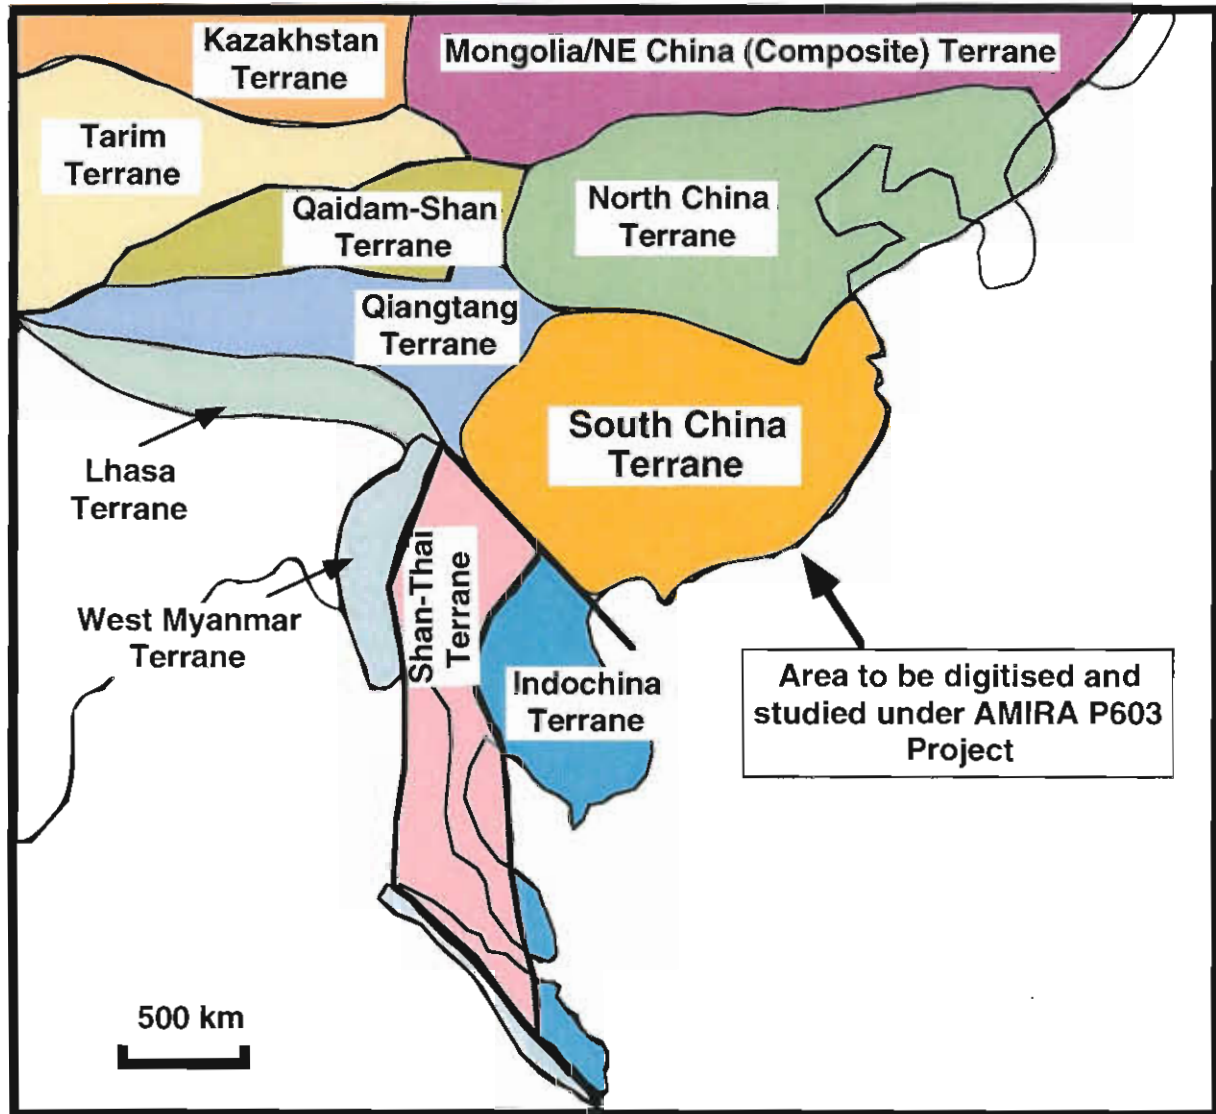 Kazakhstan
Terrane
Mongolia/NE China (Composite) Terrane
Tarim
Terrane
Qaidam-Shan
Terrane
North China
Terrane
Qiangtang
Terrane
South China
Terrane
Lhasa
Terrane
Shan-Thai
Terrane
West Myanmar
Terrane
Indochina
Terrane
Area to be digitised and
studied under AMIRA P603
Project
500 km